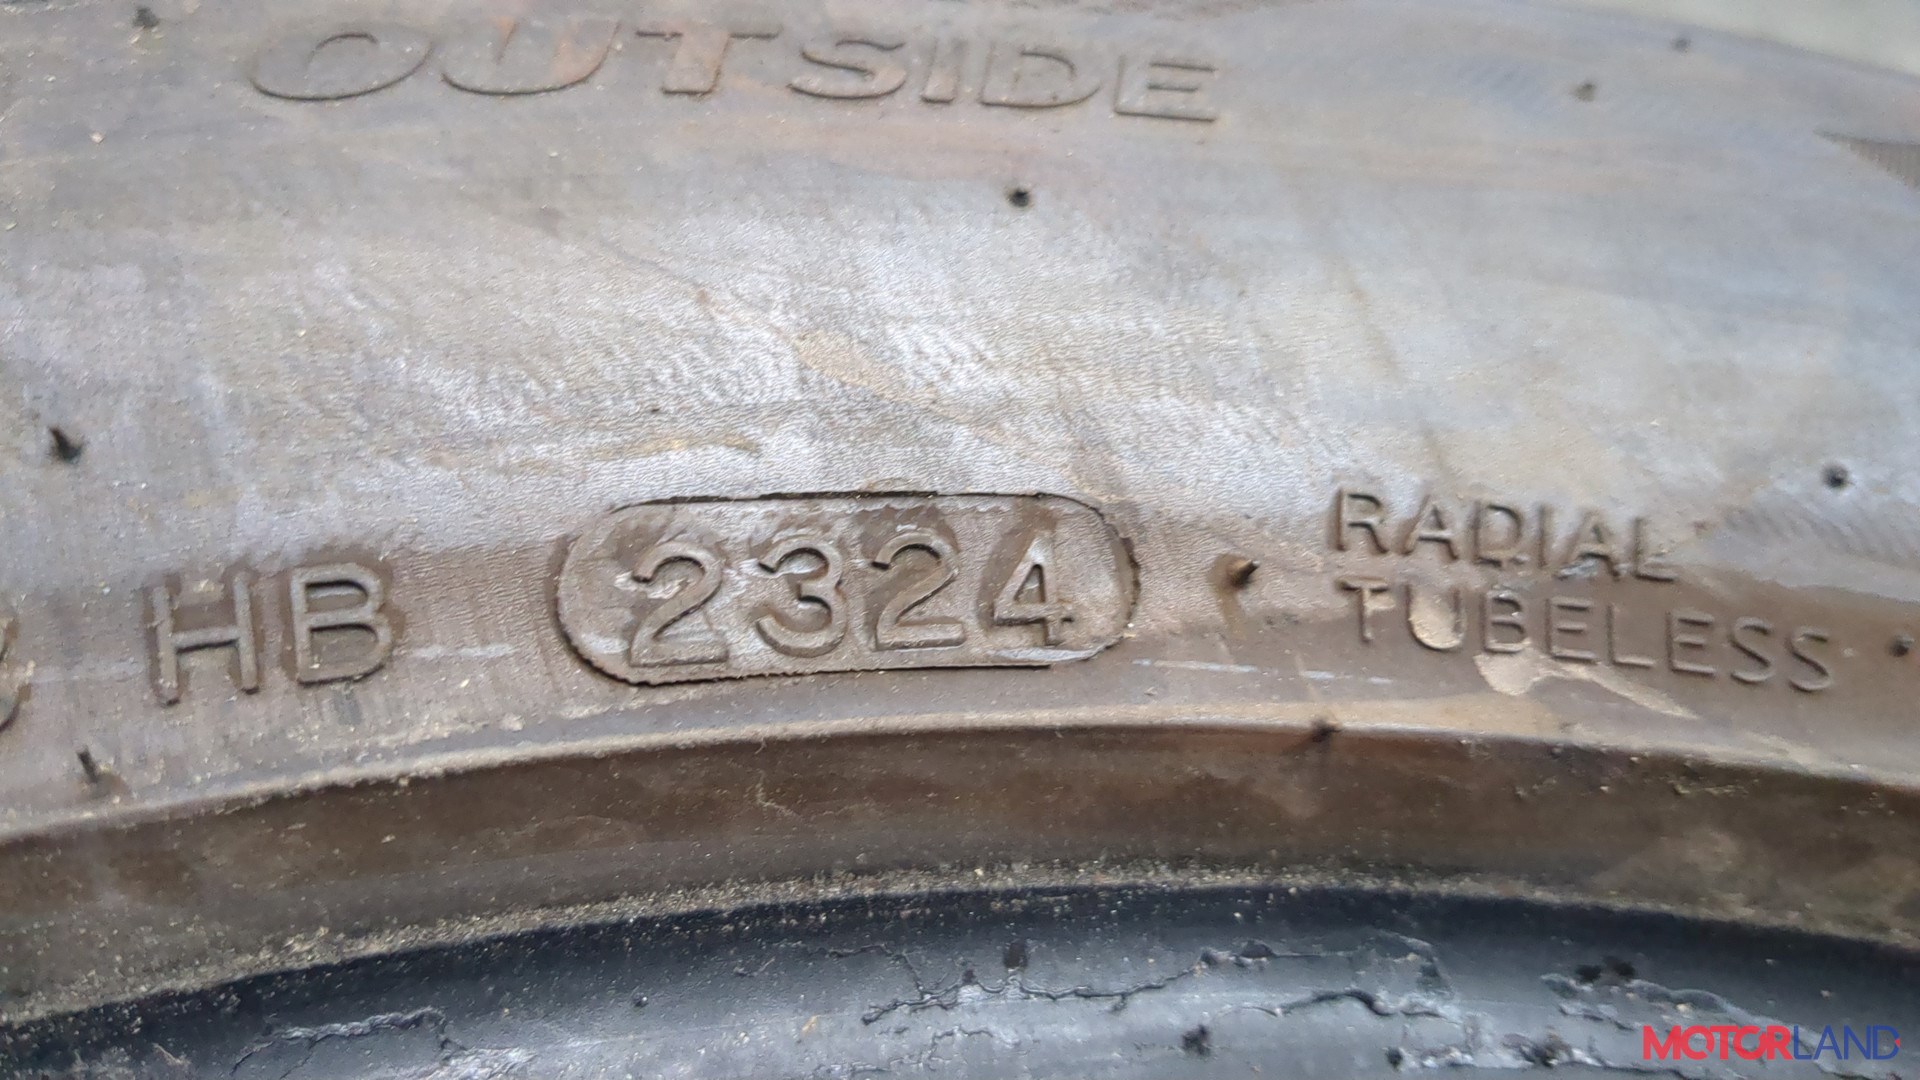 OUTSIDE
HB 2324
RADIAL
TUBELESS
MOTORLAND